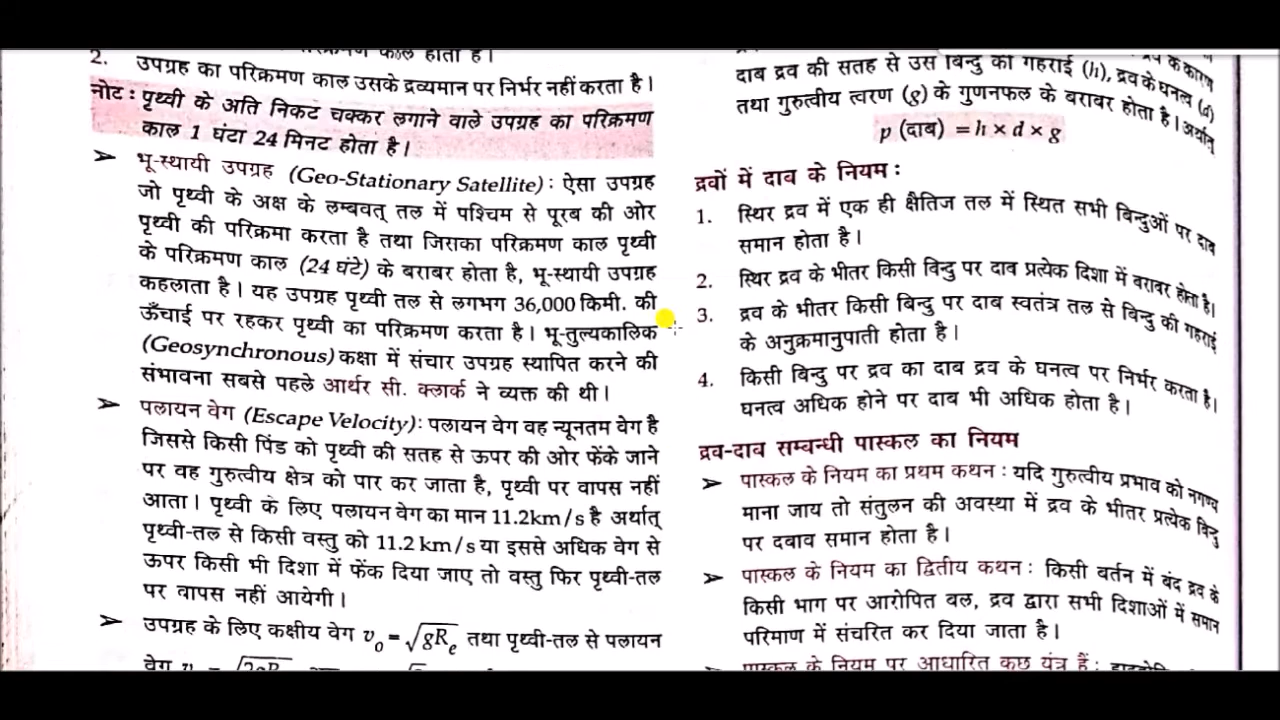 काल होता है।
2. उपग्रह का परिक्रमण काल उसके द्रव्यमान पर निर्भर नहीं करता है।
नोट : पृथ्वी के अति निकट चक्कर लगाने वाले उपग्रह का परिक्रमण
काल 1 घंटा 24 मिनट होता है।
➤ भू-स्थायी उपग्रह (Geo-Stationary Satellite) : ऐसा उपग्रह
जो पृथ्वी के अक्ष के लम्बवत् तल में पश्चिम से पूरब की ओर
पृथ्वी की परिक्रमा करता है तथा जिसका परिक्रमण काल पृथ्वी
के परिक्रमण काल (24 घंटे) के बराबर होता है, भू-स्थायी उपग्रह
कहलाता है। यह उपग्रह पृथ्वी तल से लगभग 36,000 किमी. की
ऊँचाई पर रहकर पृथ्वी का परिक्रमण करता है। भू-तुल्यकालिक
(Geosynchronous) कक्षा में संचार उपग्रह स्थापित करने की
संभावना सबसे पहले आर्थर सी. क्लार्क ने व्यक्त की थी।
➤ पलायन वेग (Escape Velocity) : पलायन वेग वह न्यूनतम वेग है
जिससे किसी पिंड को पृथ्वी की सतह से ऊपर की ओर फेंके जाने
पर वह गुरुत्वीय क्षेत्र को पार कर जाता है, पृथ्वी पर वापस नहीं
आता। पृथ्वी के लिए पलायन वेग का मान 11.2km/s है अर्थात्
पृथ्वी-तल से किसी वस्तु को 11.2 km/s या इससे अधिक वेग से
ऊपर किसी भी दिशा में फेंक दिया जाए तो वस्तु फिर पृथ्वी-तल
पर वापस नहीं आयेगी।
➤ उपग्रह के लिए कक्षीय वेग v₀ = √gRₑ तथा पृथ्वी-तल से पलायन
वेग
के कारण
दाब द्रव की सतह से उस बिन्दु की गहराई (h), द्रव के घनत्व (d)
तथा गुरुत्वीय त्वरण (g) के गुणनफल के बराबर होता है। अर्थात्
p (दाब) = h × d × g
द्रवों में दाब के नियम :
1. स्थिर द्रव में एक ही क्षैतिज तल में स्थित सभी बिन्दुओं पर दाब
समान होता है।
2. स्थिर द्रव के भीतर किसी बिन्दु पर दाब प्रत्येक दिशा में बराबर होता है।
3. द्रव के भीतर किसी बिन्दु पर दाब स्वतंत्र तल से बिन्दु की गहराई
के अनुक्रमानुपाती होता है।
4. किसी बिन्दु पर द्रव का दाब द्रव के घनत्व पर निर्भर करता है।
घनत्व अधिक होने पर दाब भी अधिक होता है।
द्रव-दाब सम्बन्धी पास्कल का नियम
➤ पास्कल के नियम का प्रथम कथन : यदि गुरुत्वीय प्रभाव को नगण्य
माना जाय तो संतुलन की अवस्था में द्रव के भीतर प्रत्येक बिन्दु
पर दबाव समान होता है।
➤ पास्कल के नियम का द्वितीय कथन : किसी बर्तन में बंद द्रव के
किसी भाग पर आरोपित बल, द्रव द्वारा सभी दिशाओं में समान
परिमाण में संचरित कर दिया जाता है।
➤ पास्कल के नियम पर आधारित कुछ यंत्र हैं :